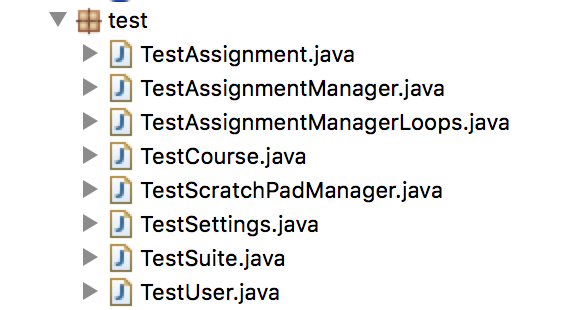 test
TestAssignment.java
TestAssignmentManager.java
TestAssignmentManagerLoops.java
TestCourse.java
TestScratchPadManager.java
TestSettings.java
TestSuite.java
TestUser.java